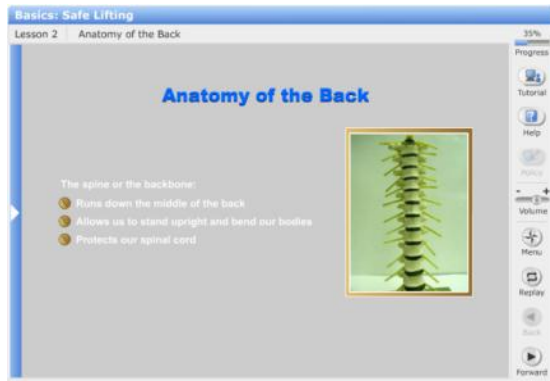 Basics: Safe Lifting
Lesson 2 Anatomy of the Back
35%
Progress
Anatomy of the Back
Tutorial
Help
Policy
The spine or the backbone:
Runs down the middle of the back
Allows us to stand upright and bend our bodies
Protects our spinal cord
- +
Volume
Menu
Replay
Back
Forward